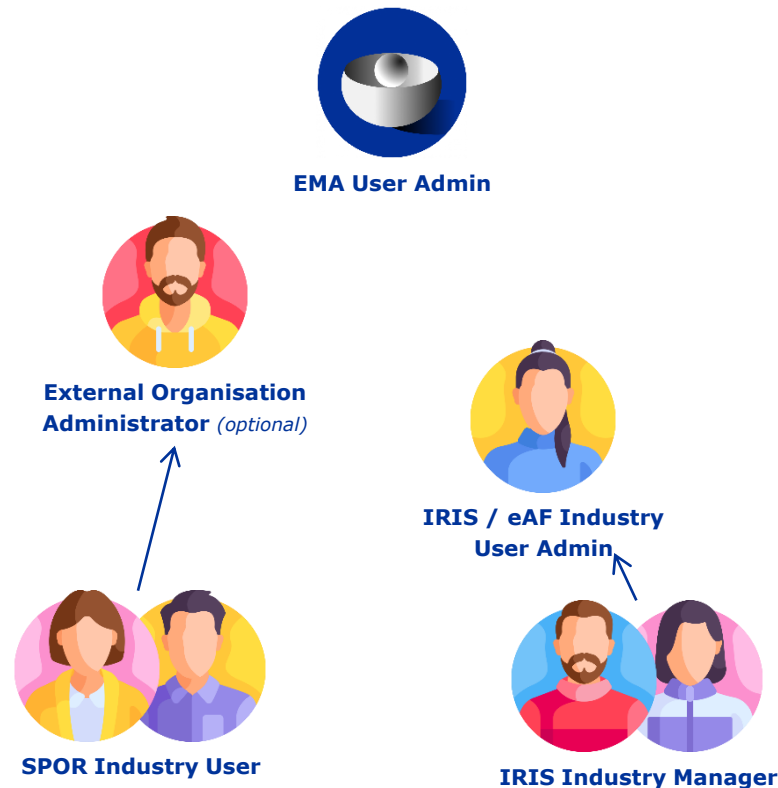 EMA User Admin
External Organisation
Administrator (optional)
IRIS / eAF Industry
User Admin
SPOR Industry User
IRIS Industry Manager